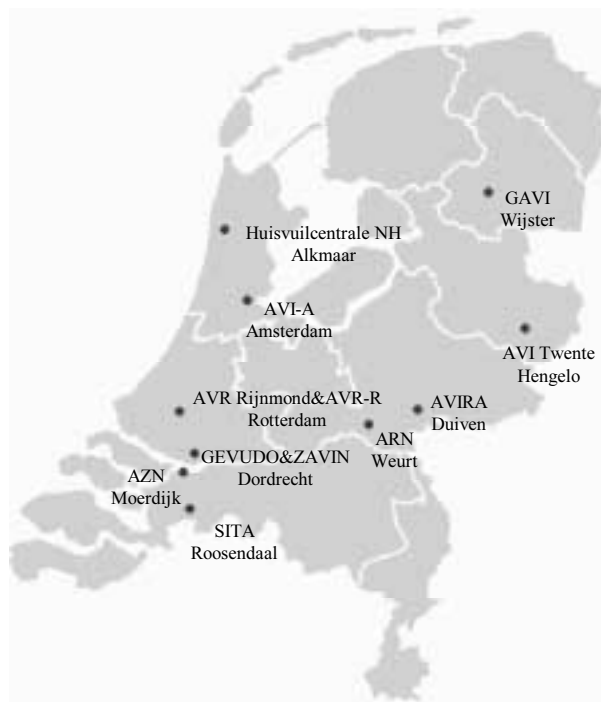 GAVI
Wijster
Huisvuilcentrale NH
Alkmaar
AVI-A
Amsterdam
AVI Twente
Hengelo
AVR Rijnmond&AVR-R
Rotterdam
AVIRA
Duiven
ARN
Weurt
GEVUDO&ZAVIN
Dordrecht
AZN
Moerdijk
SITA
Roosendaal